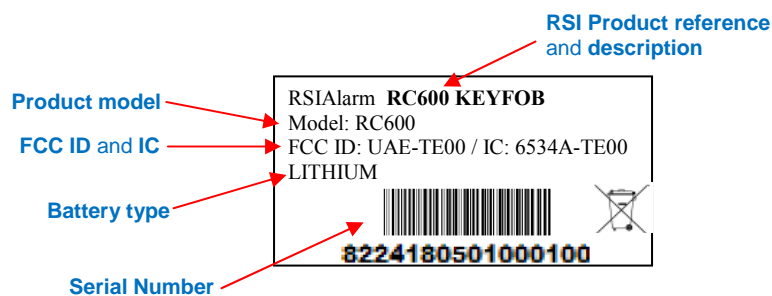 RSI Product reference
and description
Product model
RSIAlarm RC600 KEYFOB
Model: RC600
FCC ID and IC
FCC ID: UAE-TE00 / IC: 6534A-TE00
LITHIUM
Battery type
8224180501000100
Serial Number